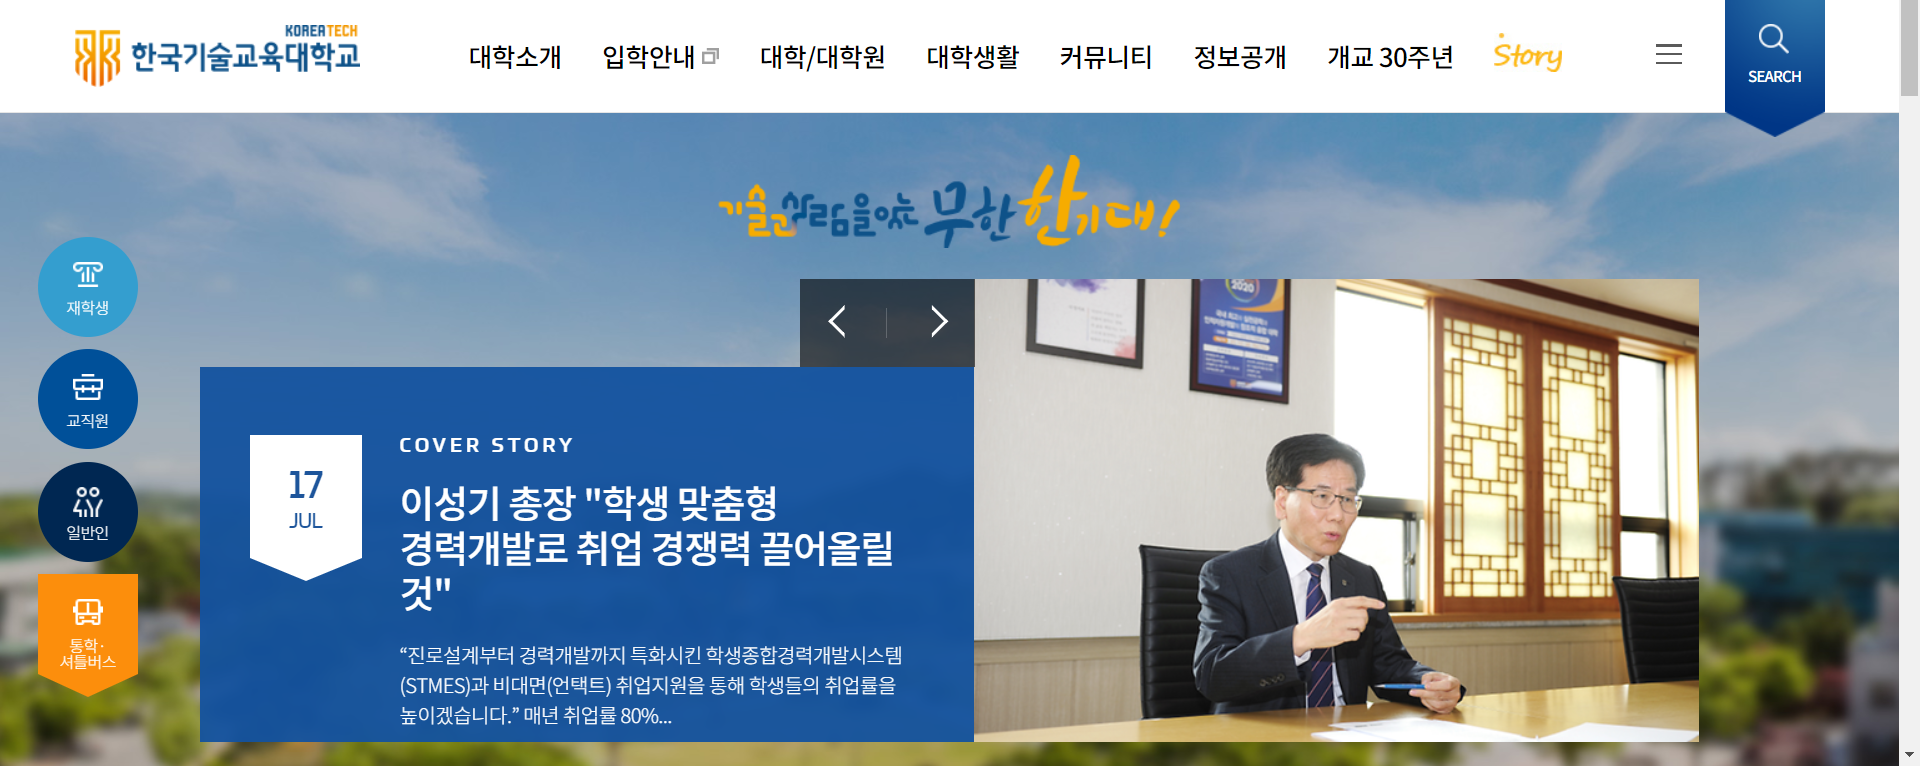 KOREATECH
한국기술교육대학교
대학소개 입학안내 대학/대학원 대학생활 커뮤니티 정보공개 개교 30주년 Story
SEARCH
기술군사람을잇는 무한 한기대!
재학생
교직원
일반인
통학·
셔틀버스
17
JUL
COVER STORY
이성기 총장 "학생 맞춤형
경력개발로 취업 경쟁력 끌어올릴
것"
“진로설계부터 경력개발까지 특화시킨 학생종합경력개발시스템
(STMES)과 비대면(언택트) 취업지원을 통해 학생들의 취업률을
높이겠습니다.” 매년 취업률 80%...
2020